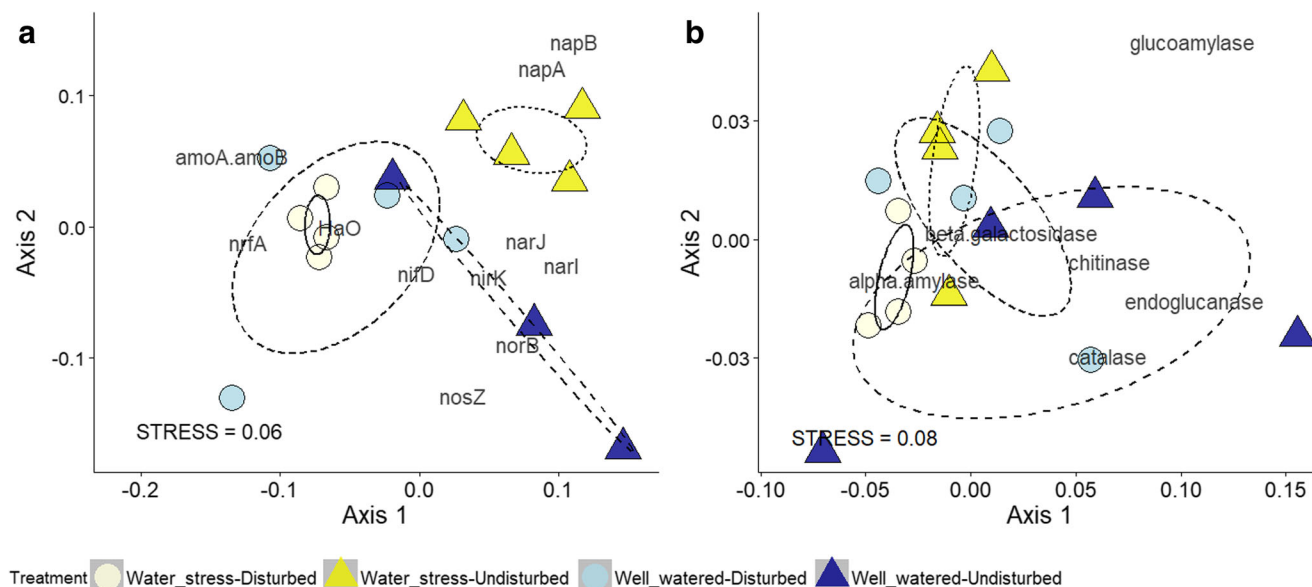 a
Axis 2
0.1
0.0
-0.1
-0.2
-0.1
0.0
0.1
Axis 1
napB
napA
amoA.amoB
HaO
nrfA
narJ
narI
nifD
nirK
norB
nosZ
STRESS = 0.06
b
Axis 2
0.03
0.00
-0.03
-0.10
-0.05
0.00
0.05
0.10
0.15
Axis 1
glucoamylase
beta.galactosidase
chitinase
alpha.amylase
endoglucanase
catalase
STRESS = 0.08
Treatment Water_stress-Disturbed Water_stress-Undisturbed Well_watered-Disturbed Well_watered-Undisturbed